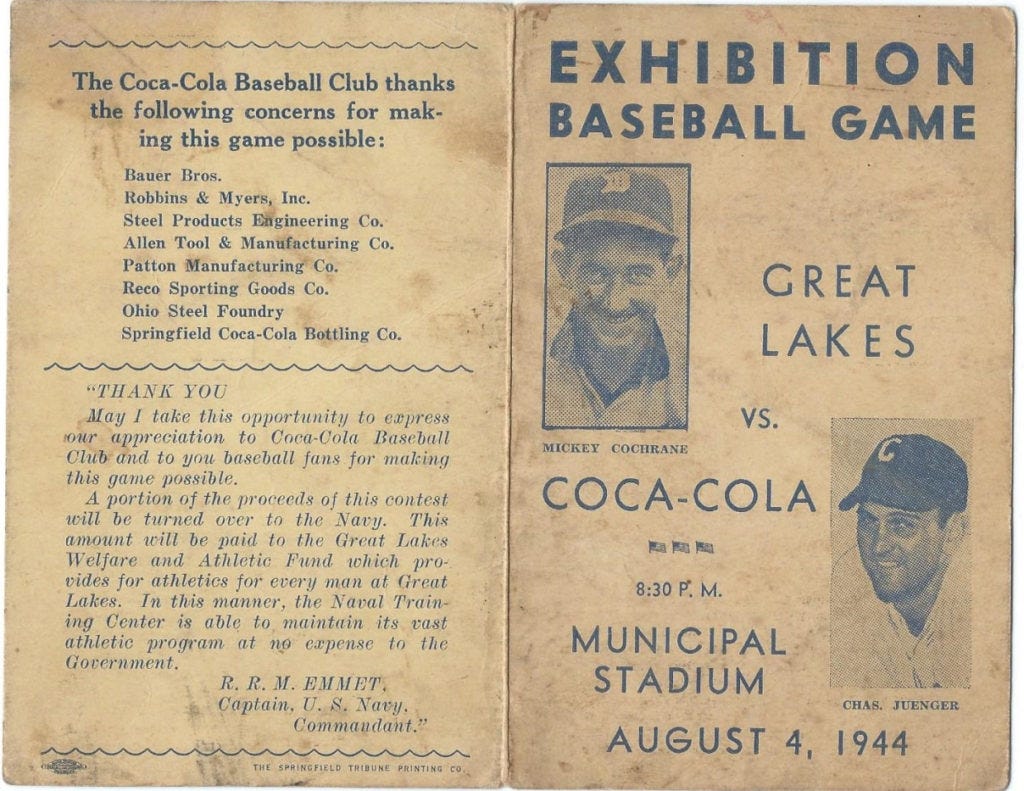 The Coca-Cola Baseball Club thanks
the following concerns for mak-
ing this game possible:
Bauer Bros.
Robbins & Myers, Inc.
Steel Products Engineering Co.
Allen Tool & Manufacturing Co.
Patton Manufacturing Co.
Reco Sporting Goods Co.
Ohio Steel Foundry
Springfield Coca-Cola Bottling Co.
"THANK YOU
May I take this opportunity to express
our appreciation to Coca-Cola Baseball
Club and to you baseball fans for making
this game possible.
A portion of the proceeds of this contest
will be turned over to the Navy. This
amount will be paid to the Great Lakes
Welfare and Athletic Fund which pro-
vides for athletics for every man at Great
Lakes. In this manner, the Naval Train-
ing Center is able to maintain its vast
athletic program at no expense to the
Government.
R. R. M. EMMET,
Captain, U. S. Navy,
Commandant."
THE SPRINGFIELD TRIBUNE PRINTING CO.
EXHIBITION
BASEBALL GAME
GREAT
LAKES
VS.
MICKEY COCHRANE
C
COCA-COLA
8:30 P. M.
MUNICIPAL
STADIUM
CHAS. JUENGER
AUGUST 4, 1944